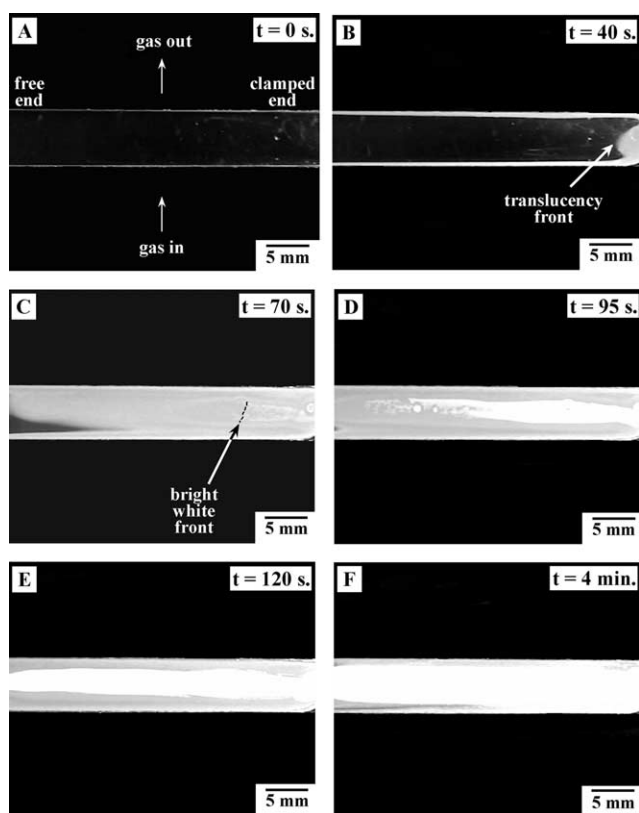 A
t = 0 s.
gas out
free
end
clamped
end
gas in
5 mm
B
t = 40 s.
translucency
front
5 mm
C
t = 70 s.
bright
white
front
5 mm
D
t = 95 s.
5 mm
E
t = 120 s.
5 mm
F
t = 4 min.
5 mm